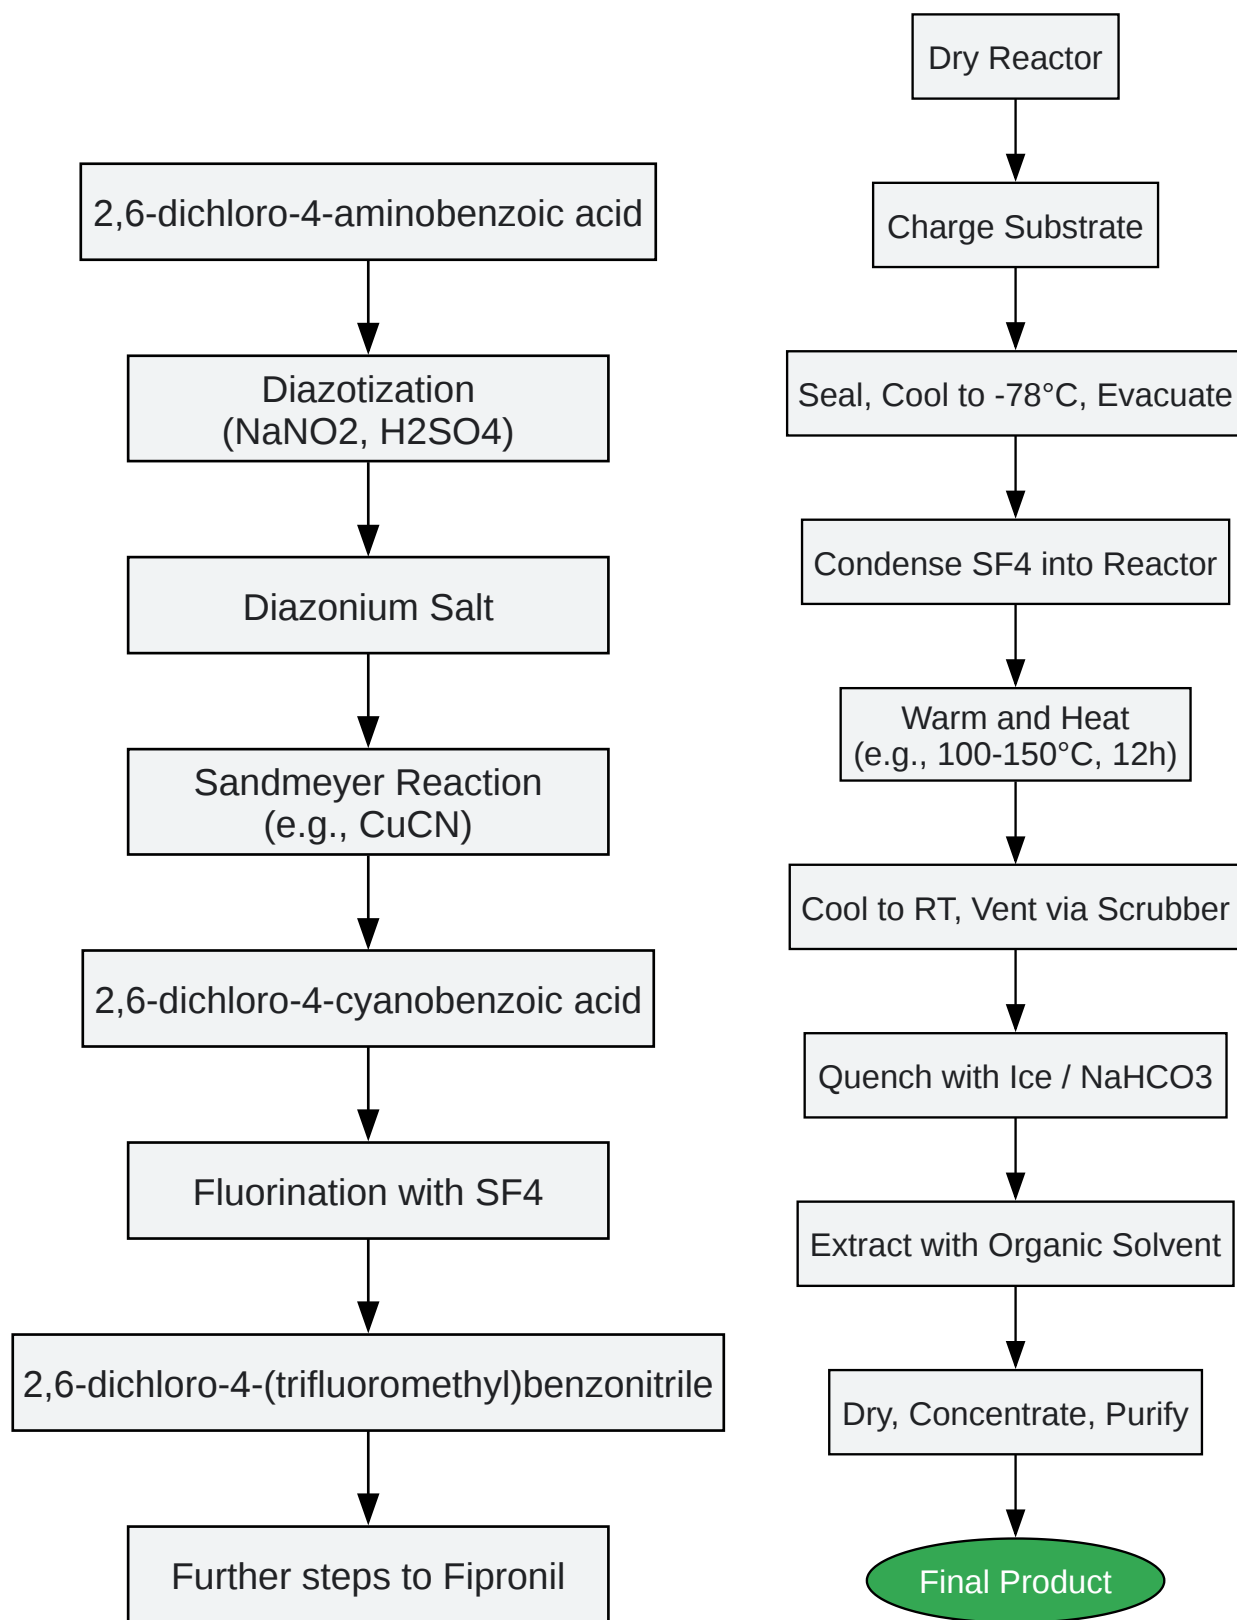 2,6-dichloro-4-aminobenzoic acid
Diazotization
(NaNO2, H2SO4)
Diazonium Salt
Sandmeyer Reaction
(e.g., CuCN)
2,6-dichloro-4-cyanobenzoic acid
Fluorination with SF4
2,6-dichloro-4-(trifluoromethyl)benzonitrile
Further steps to Fipronil
Dry Reactor
Charge Substrate
Seal, Cool to -78°C, Evacuate
Condense SF4 into Reactor
Warm and Heat
(e.g., 100-150°C, 12h)
Cool to RT, Vent via Scrubber
Quench with Ice / NaHCO3
Extract with Organic Solvent
Dry, Concentrate, Purify
Final Product